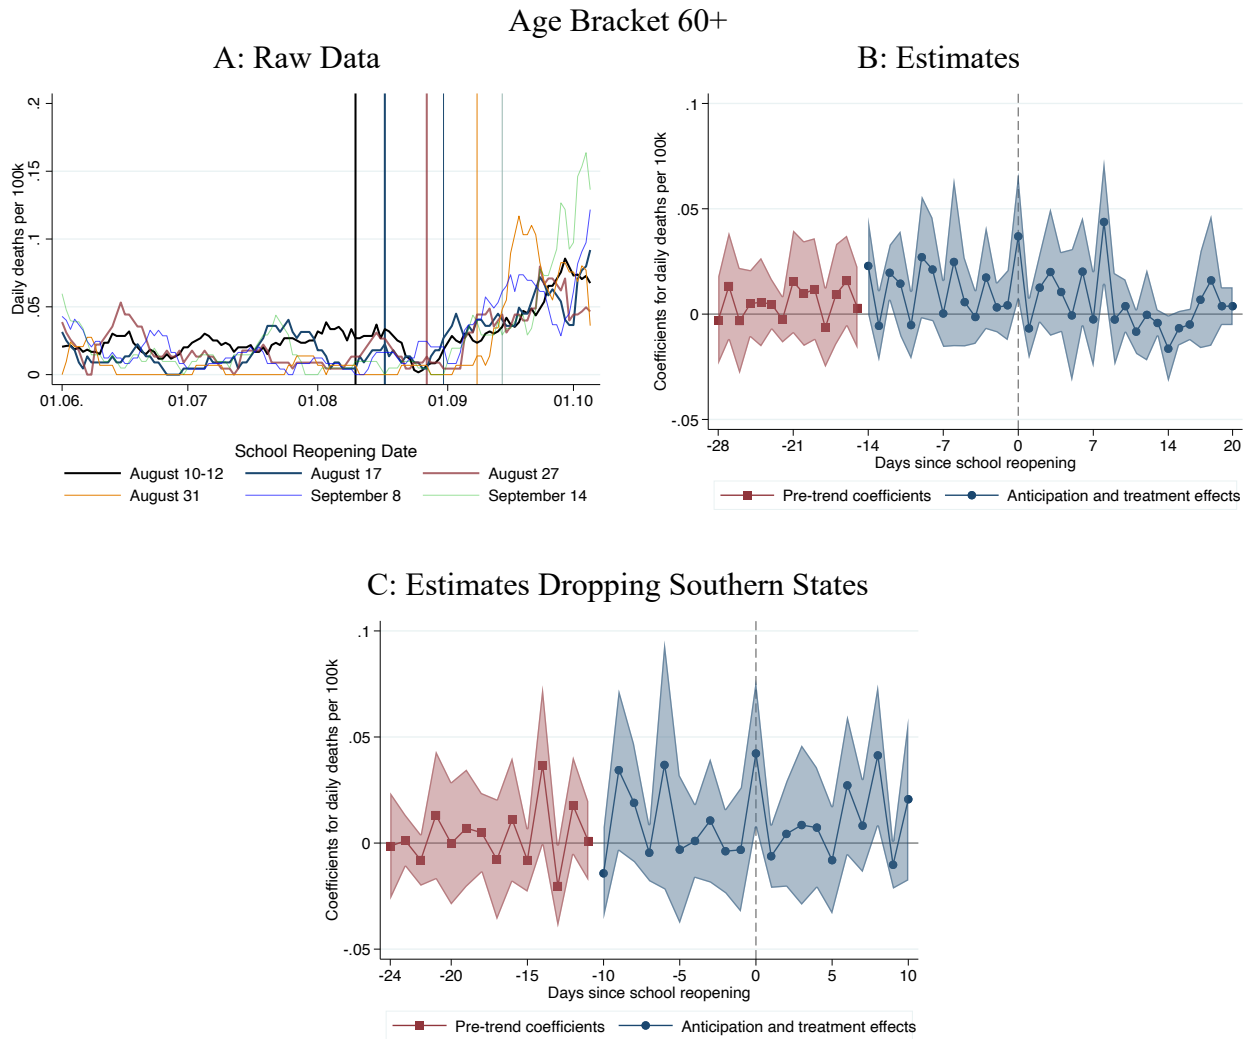 Age Bracket 60+
A: Raw Data
Daily deaths per 100k
.2
.15
.1
.05
0
01.06.
01.07
01.08
01.09
01.10
School Reopening Date
August 10-12
August 17
August 27
August 31
September 8
September 14
B: Estimates
Coefficients for daily deaths per 100k
.1
.05
0
-.05
-28
-21
-14
-7
0
7
14
20
Days since school reopening
Pre-trend coefficients
Anticipation and treatment effects
C: Estimates Dropping Southern States
Coefficients for daily deaths per 100k
.1
.05
0
-.05
-24
-20
-15
-10
-5
0
5
10
Days since school reopening
Pre-trend coefficients
Anticipation and treatment effects